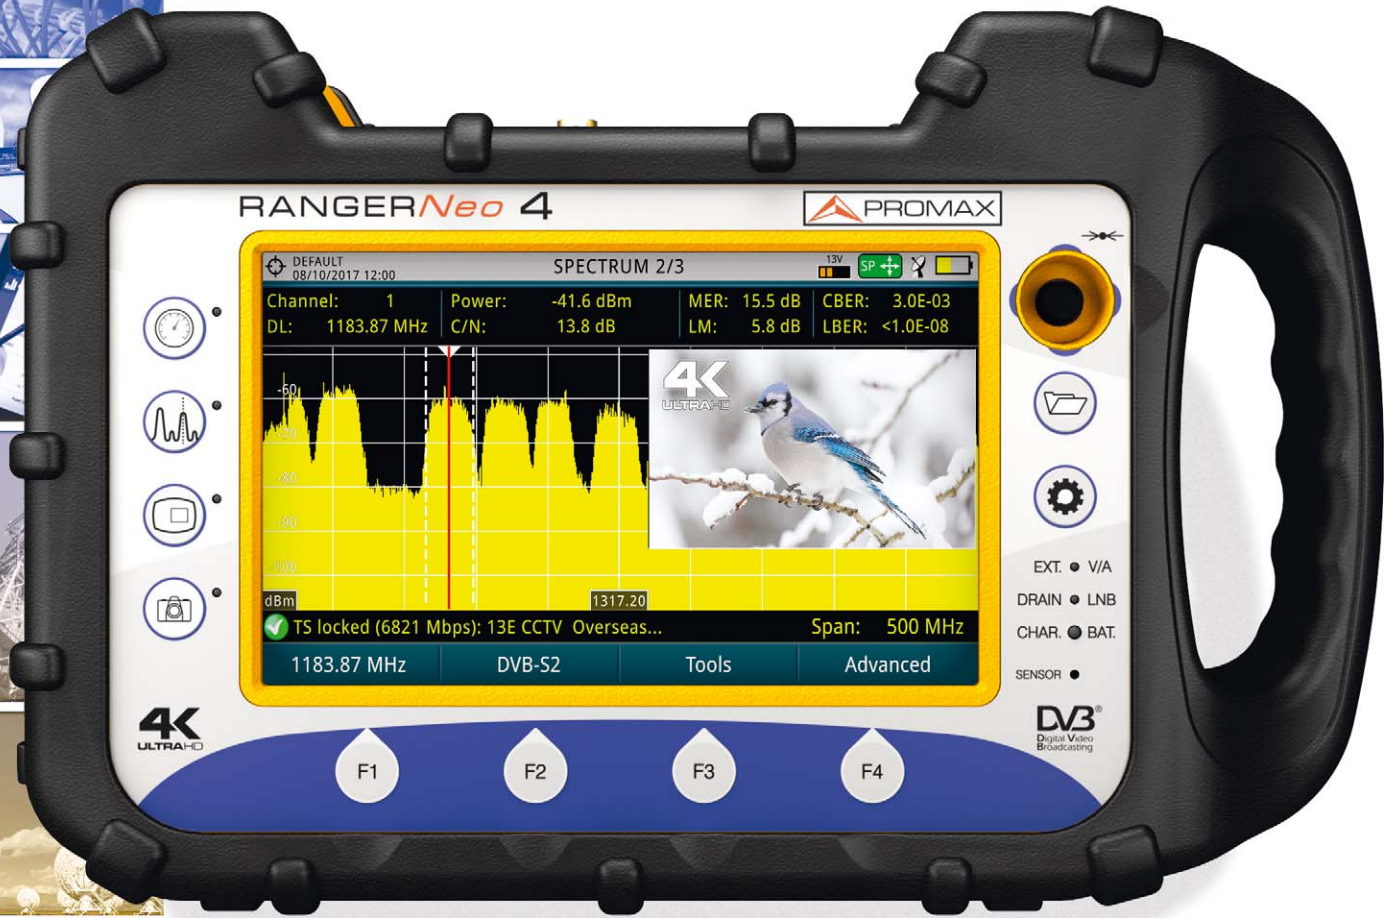 RANGERNeo 4
PROMAX
DEFAULT
08/10/2017 12:00
SPECTRUM 2/3
13V
SP
Channel: 1 Power: -41.6 dBm MER: 15.5 dB CBER: 3.0E-03
DL: 1183.87 MHz C/N: 13.8 dB LM: 5.8 dB LBER: <1.0E-08
4K
ULTRAHD
-60
-70
-80
-90
-100
dBm
1317.20
TS locked (6821 Mbps): 13E CCTV Overseas... Span: 500 MHz
1183.87 MHz DVB-S2 Tools Advanced
EXT. V/A
DRAIN LNB
CHAR. BAT.
SENSOR
4K
ULTRAHD
DVB®
Digital Video
Broadcasting
F1 F2 F3 F4